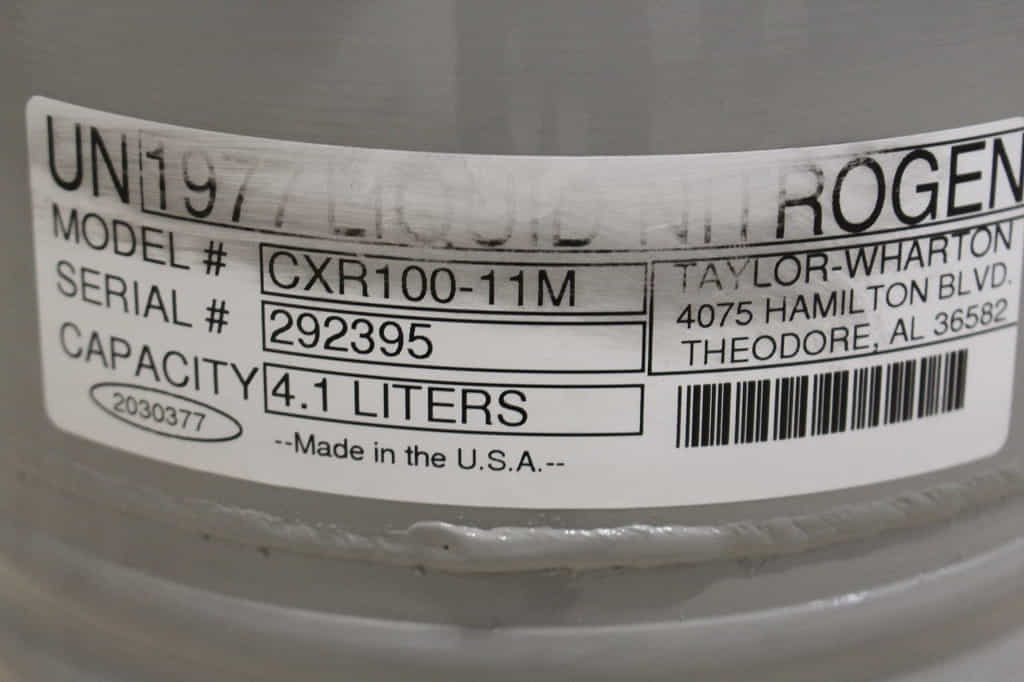 UN 1977 LIQUID NITROGEN
MODEL # CXR100-11M
SERIAL # 292395
CAPACITY 4.1 LITERS
2030377
--Made in the U.S.A.--
TAYLOR-WHARTON
4075 HAMILTON BLVD.
THEODORE, AL 36582